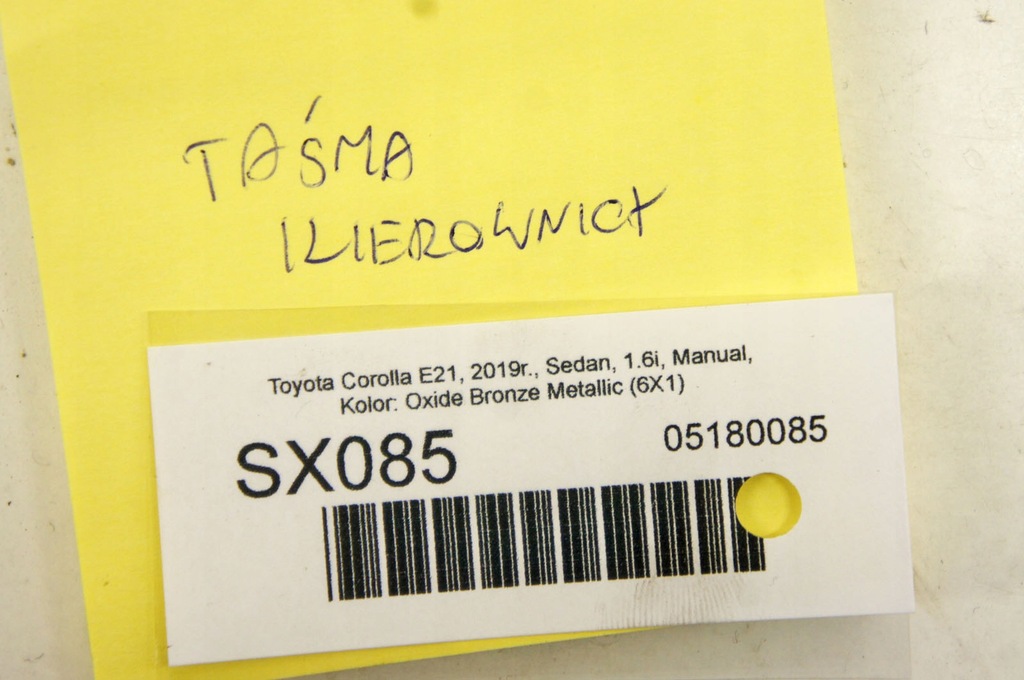 TAŚMA
KIEROWNICY
Toyota Corolla E21, 2019r., Sedan, 1.6i, Manual,
Kolor: Oxide Bronze Metallic (6X1)
SX085
05180085